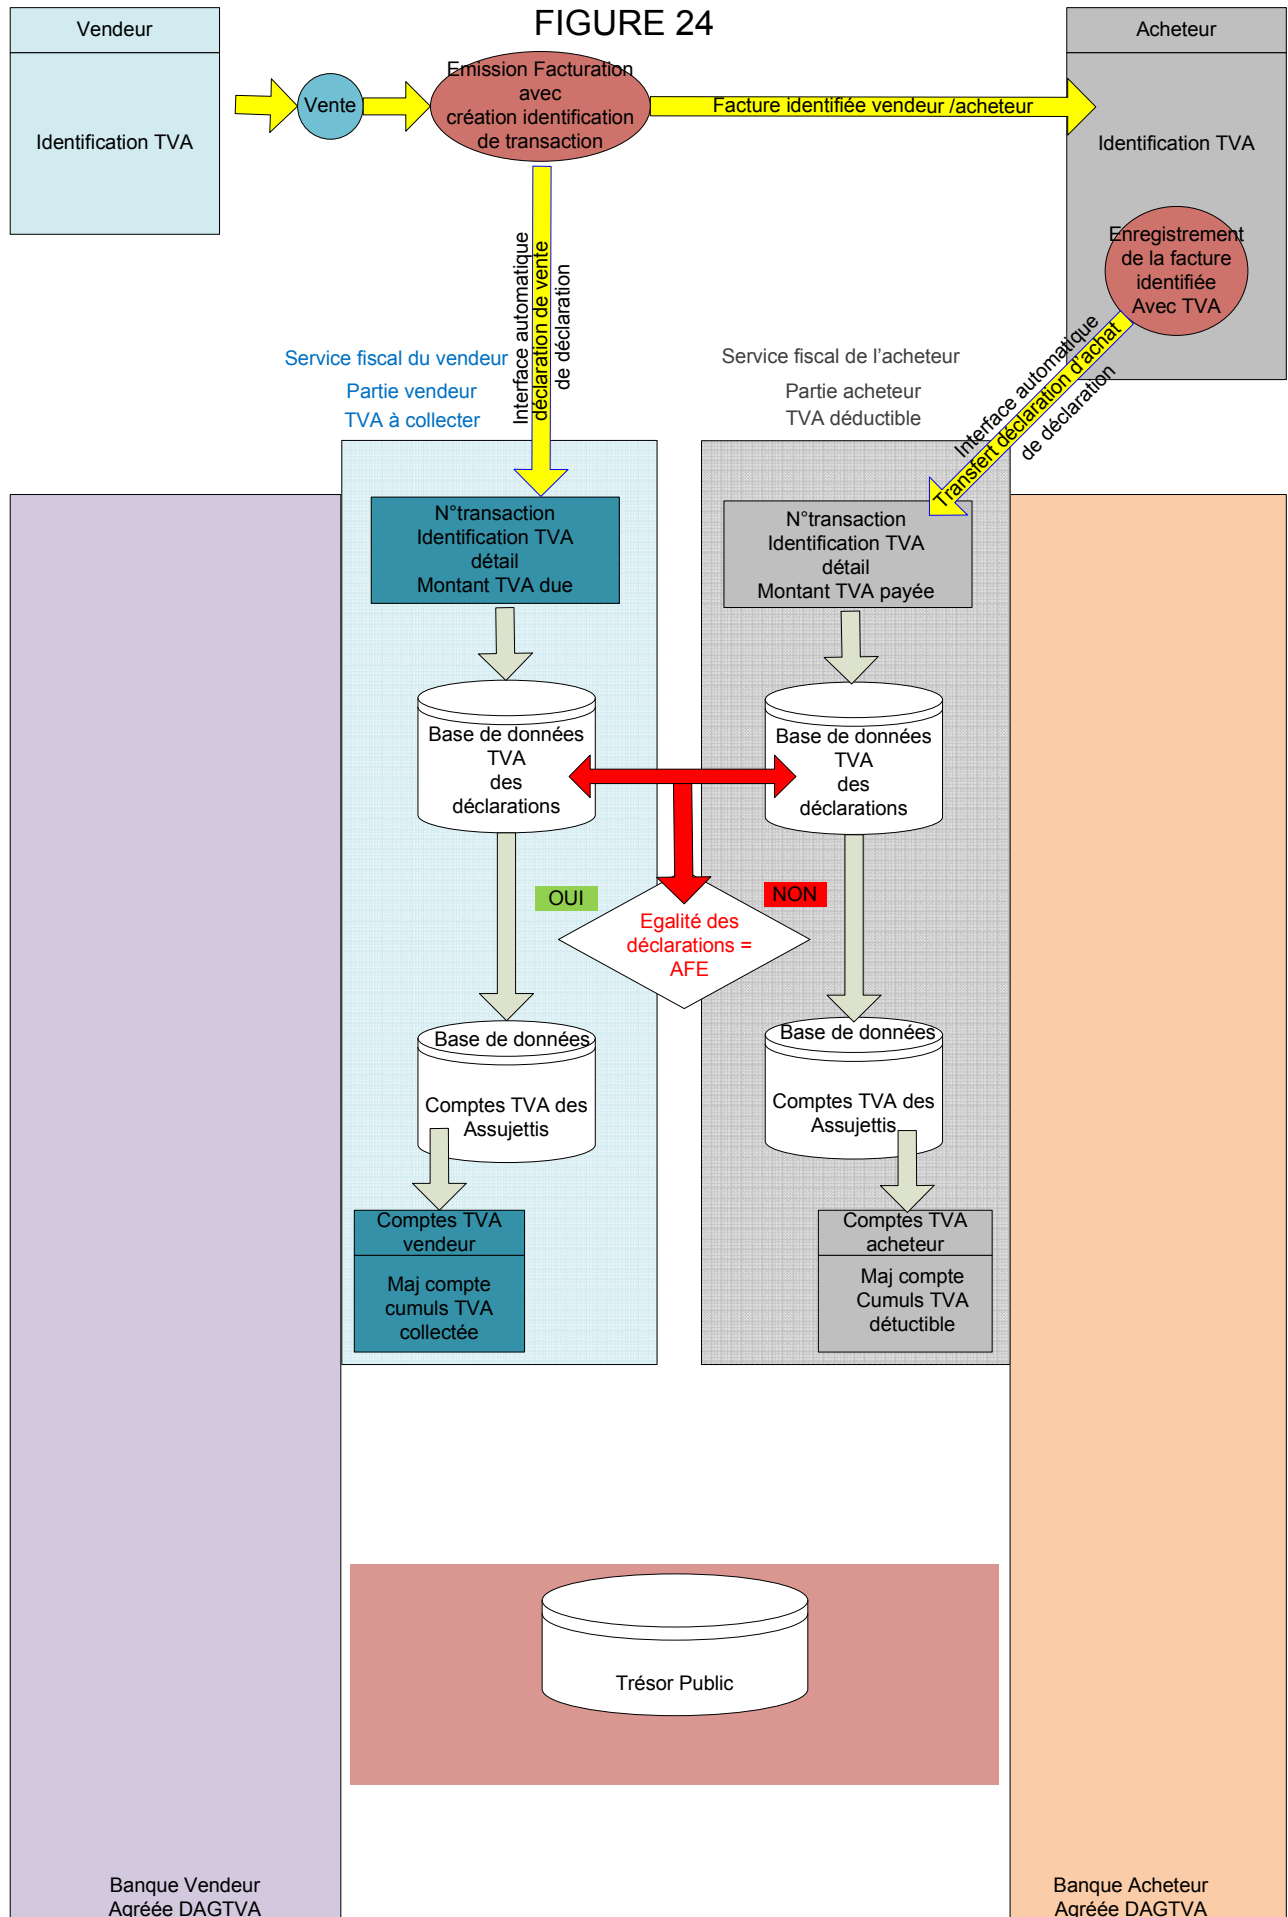 FIGURE 24
Vendeur
Identification TVA
Vente
Emission Facturation
avec
création identification
de transaction
Facture identifiée vendeur /acheteur
Acheteur
Identification TVA
Enregistrement
de la facture
identifiée
Avec TVA
Interface automatique
déclaration de vente
de déclaration
Interface automatique
Transfert déclaration d'achat
de déclaration
Service fiscal du vendeur
Partie vendeur
TVA à collecter
Service fiscal de l’acheteur
Partie acheteur
TVA déductible
N°transaction
Identification TVA
détail
Montant TVA due
N°transaction
Identification TVA
détail
Montant TVA payée
Base de données
TVA
des
déclarations
Base de données
TVA
des
déclarations
OUI
NON
Egalité des
déclarations =
AFE
Base de données
Comptes TVA des
Assujettis
Base de données
Comptes TVA des
Assujettis
Comptes TVA
vendeur
Maj compte
cumuls TVA
collectée
Comptes TVA
acheteur
Maj compte
Cumuls TVA
détuctible
Trésor Public
Banque Vendeur
Agréée DAGTVA
Banque Acheteur
Agréée DAGTVA